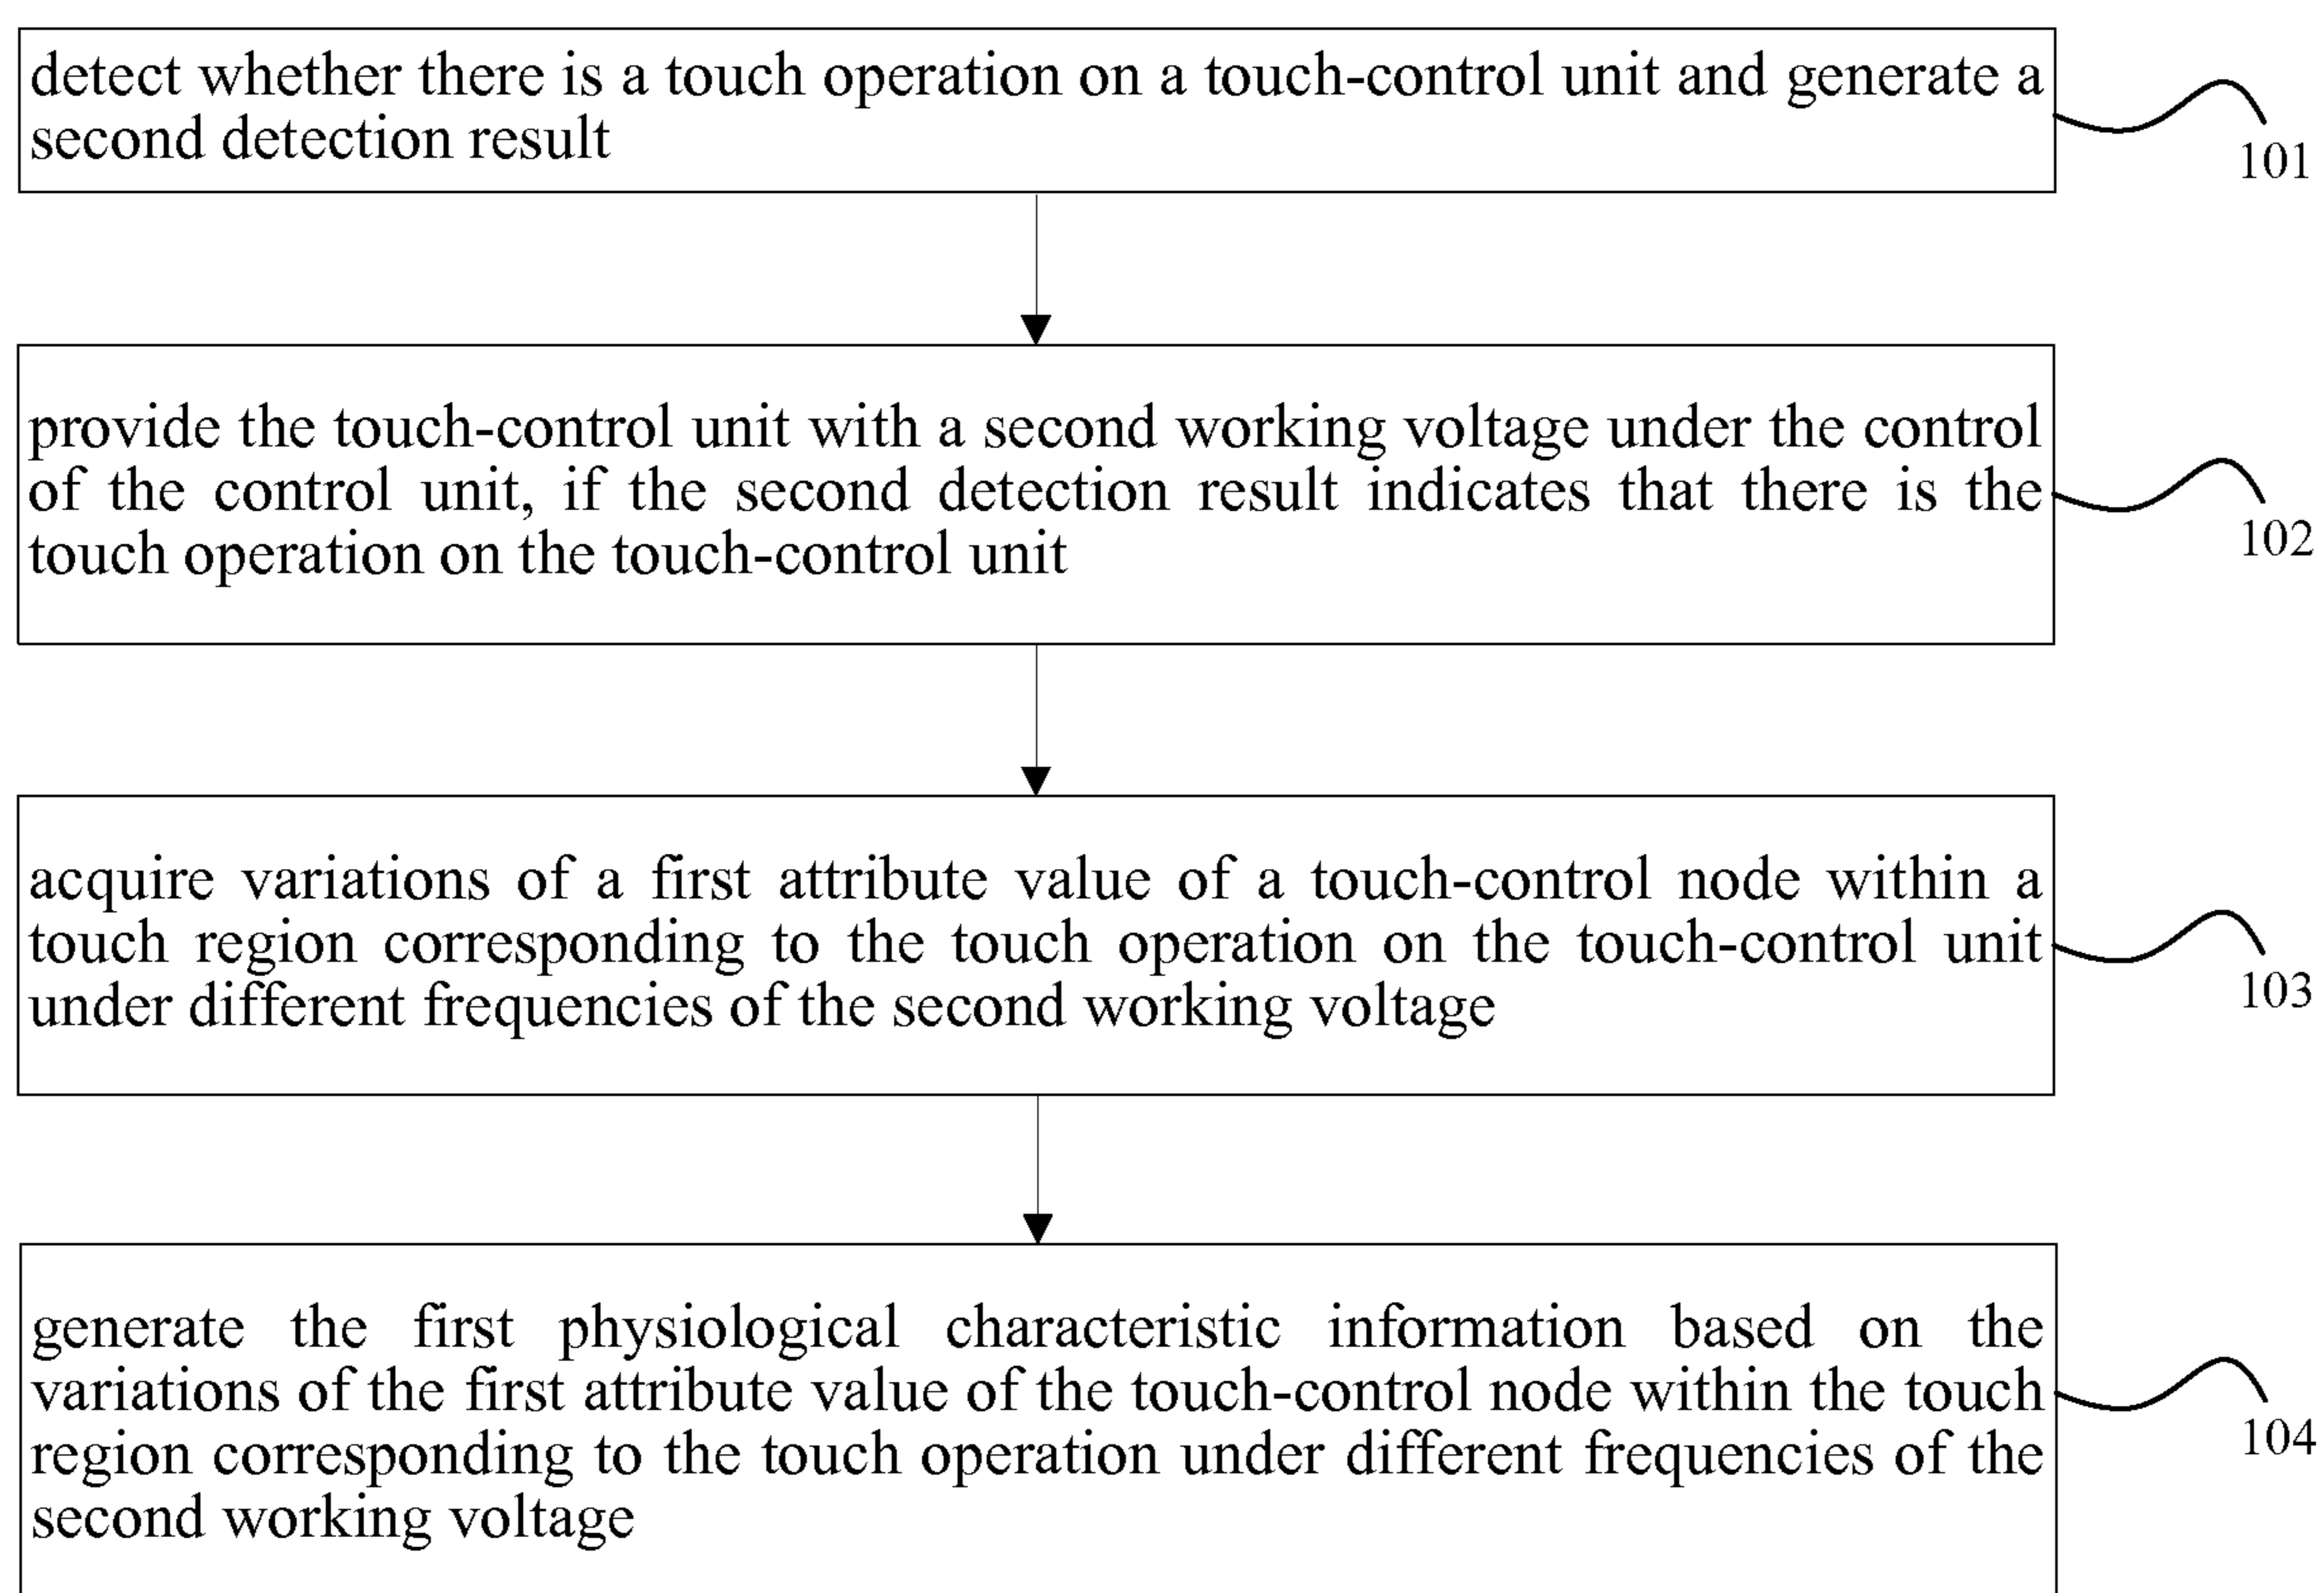 detect whether there is a touch operation on a touch-control unit and generate a
second detection result
101
provide the touch-control unit with a second working voltage under the control
of the control unit, if the second detection result indicates that there is the
touch operation on the touch-control unit
102
acquire variations of a first attribute value of a touch-control node within a
touch region corresponding to the touch operation on the touch-control unit
under different frequencies of the second working voltage
103
generate the first physiological characteristic information based on the
variations of the first attribute value of the touch-control node within the touch
region corresponding to the touch operation under different frequencies of the
second working voltage
104